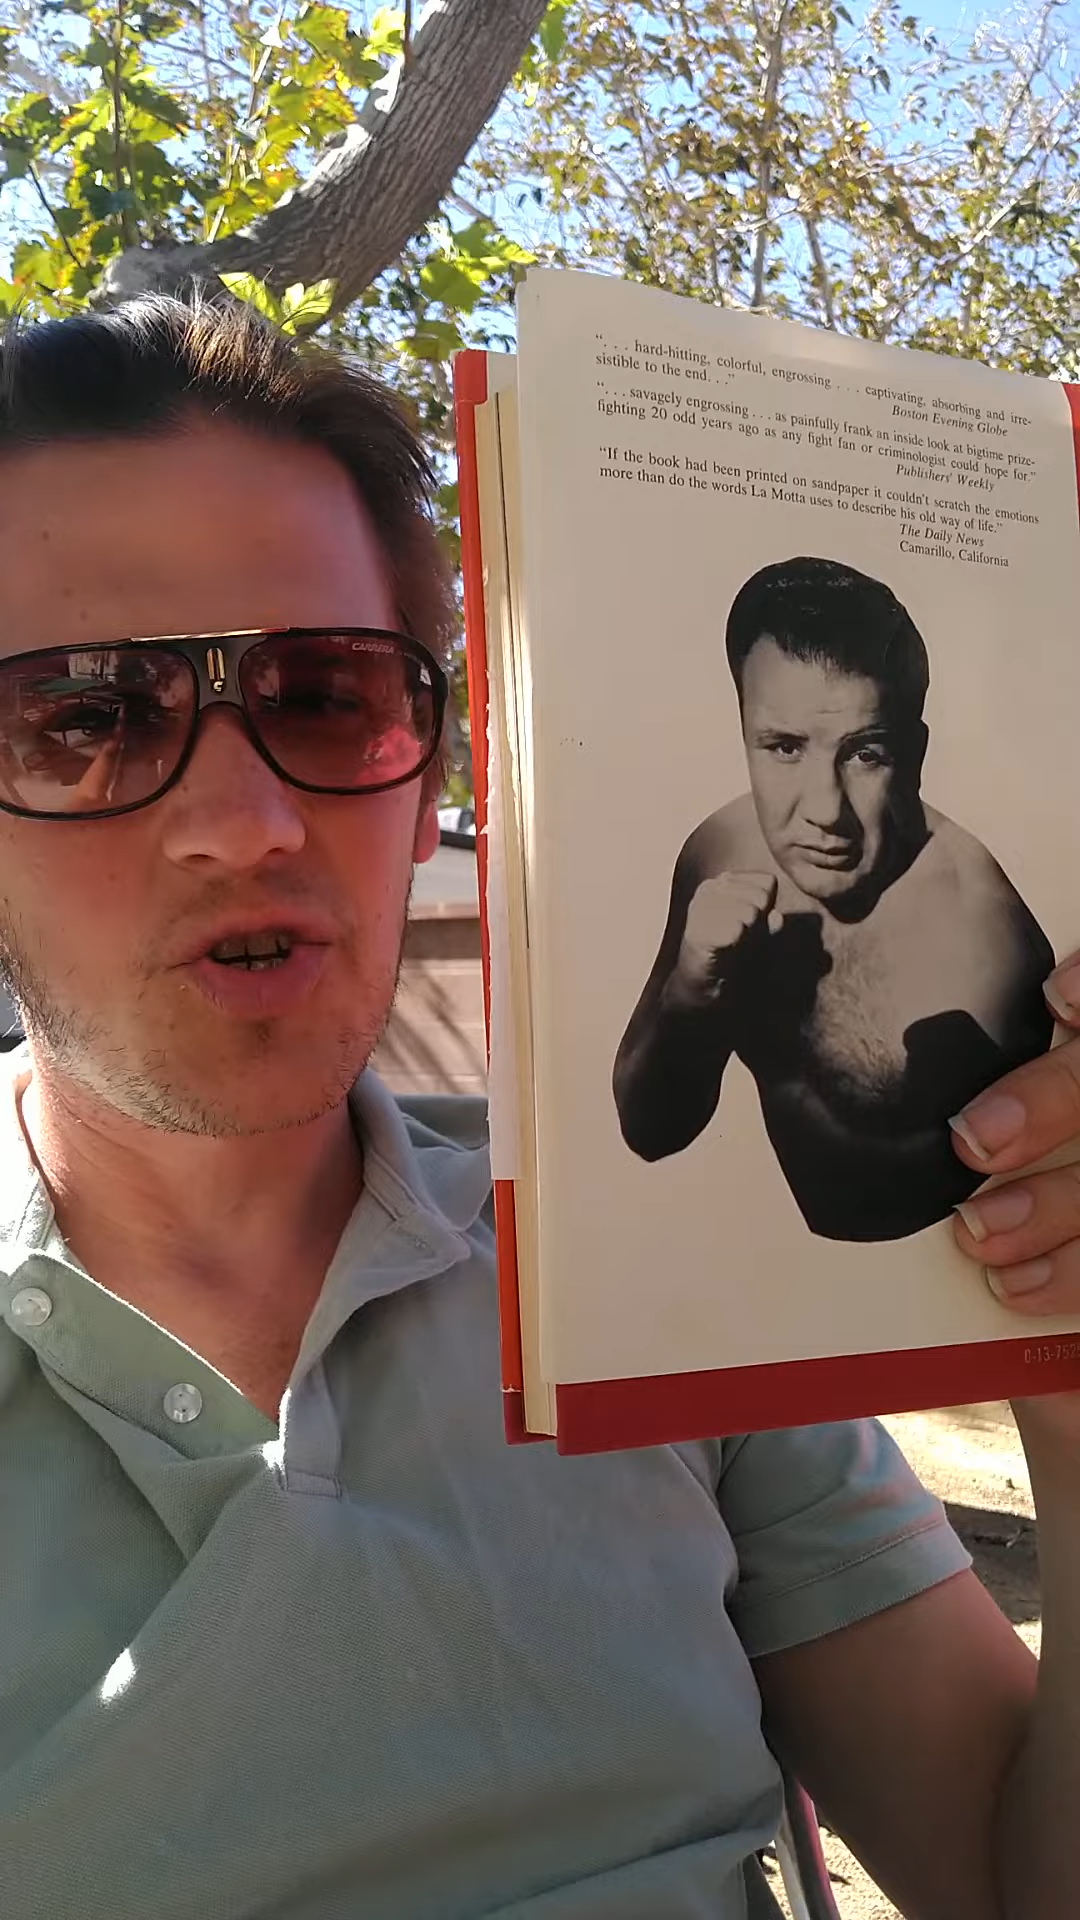 ". . . hard-hitting, colorful, engrossing . . . captivating, absorbing and irre-
sistible to the end. . ."
Boston Evening Globe
". . . savagely engrossing . . . as painfully frank an inside look at bigtime prize-
fighting 20 odd years ago as any fight fan or criminologist could hope for."
Publishers' Weekly
"If the book had been printed on sandpaper it couldn't scratch the emotions
more than do the words La Motta uses to describe his old way of life."
The Daily News
Camarillo, California
CARRERA
0-13-752